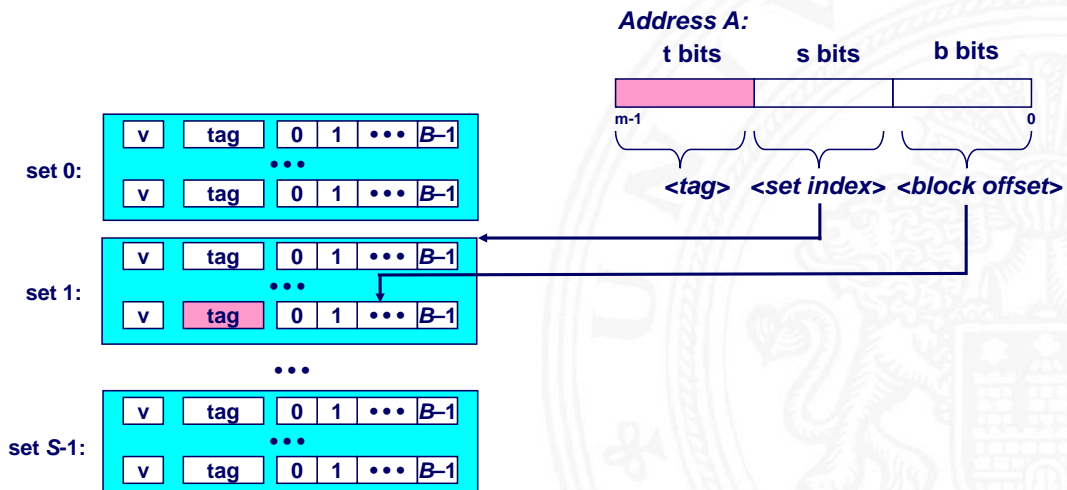 Address A:
t bits s bits b bits
m-1 0
<tag> <set index> <block offset>
set 0:
v tag 0 1 ••• B–1
•••
v tag 0 1 ••• B–1
set 1:
v tag 0 1 ••• B–1
•••
v tag 0 1 ••• B–1
•••
set S-1:
v tag 0 1 ••• B–1
•••
v tag 0 1 ••• B–1